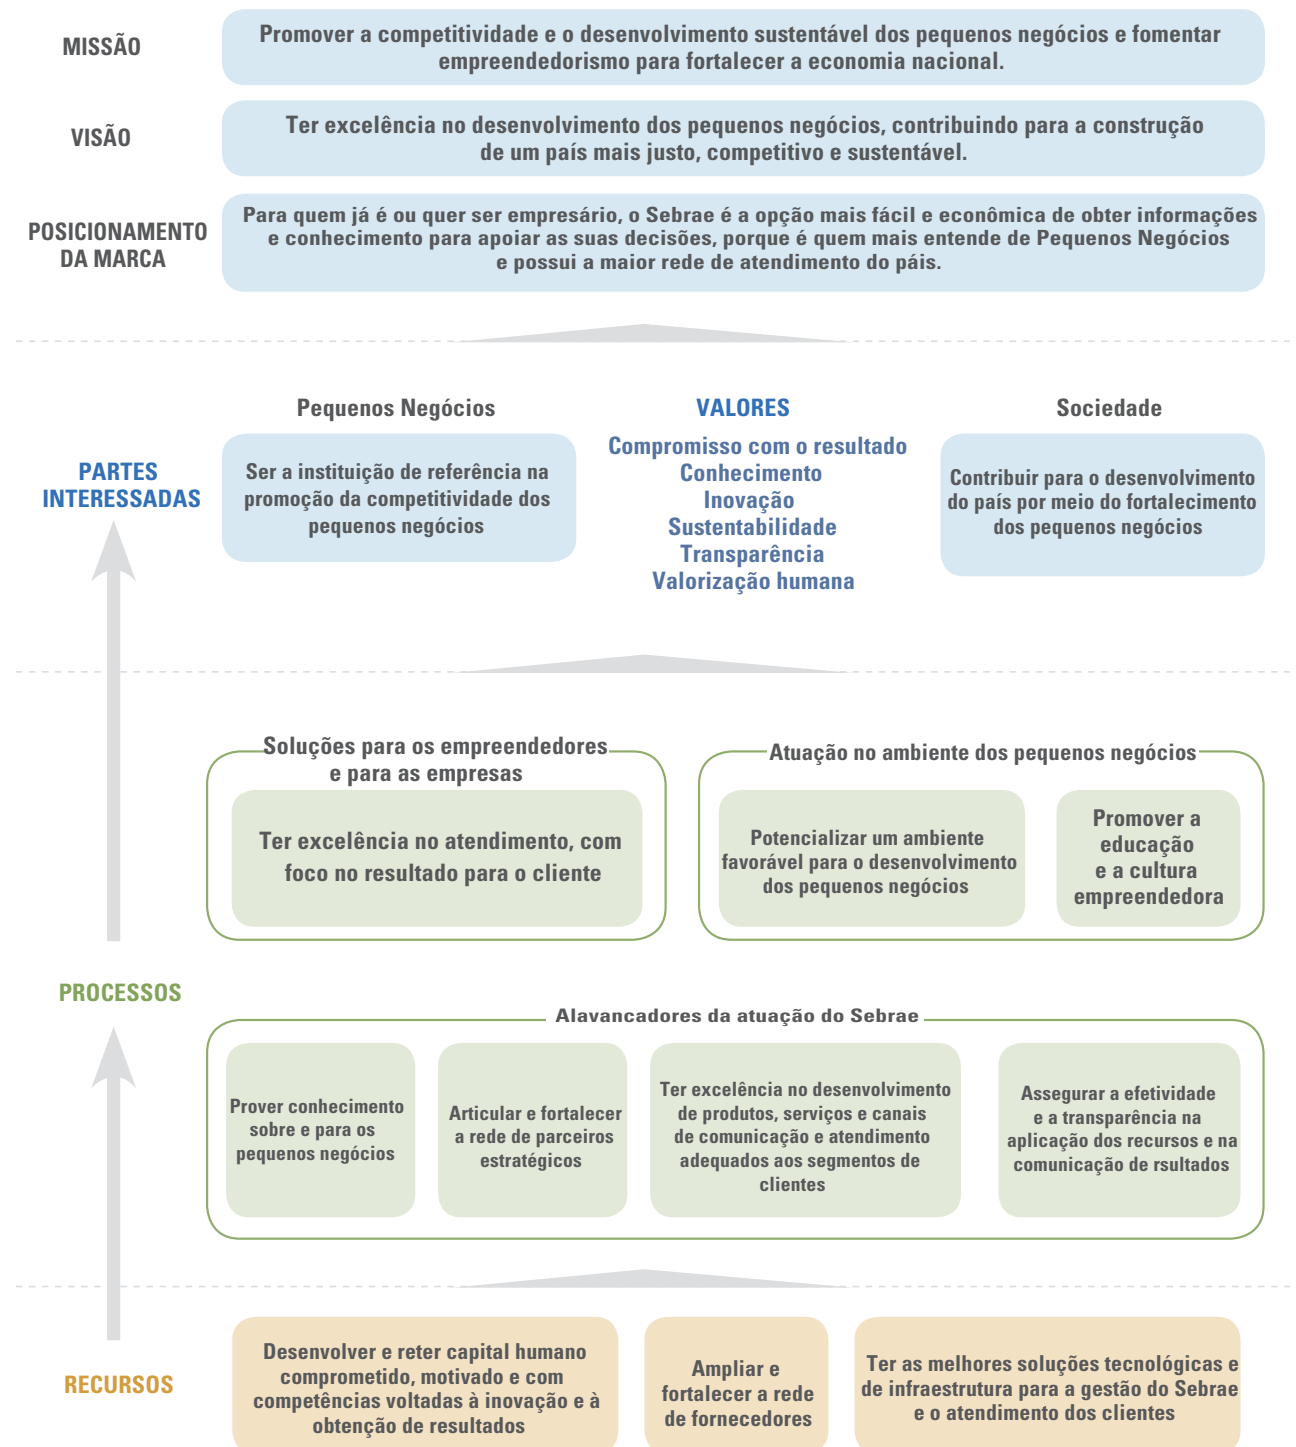 MISSÃO
Promover a competitividade e o desenvolvimento sustentável dos pequenos negócios e fomentar
empreendedorismo para fortalecer a economia nacional.
VISÃO
Ter excelência no desenvolvimento dos pequenos negócios, contribuindo para a construção
de um país mais justo, competitivo e sustentável.
POSICIONAMENTO
DA MARCA
Para quem já é ou quer ser empresário, o Sebrae é a opção mais fácil e econômica de obter informações
e conhecimento para apoiar as suas decisões, porque é quem mais entende de Pequenos Negócios
e possui a maior rede de atendimento do páis.
PARTES
INTERESSADAS
Pequenos Negócios
Ser a instituição de referência na
promoção da competitividade dos
pequenos negócios
VALORES
Compromisso com o resultado
Conhecimento
Inovação
Sustentabilidade
Transparência
Valorização humana
Sociedade
Contribuir para o desenvolvimento
do país por meio do fortalecimento
dos pequenos negócios
PROCESSOS
Soluções para os empreendedores
e para as empresas
Ter excelência no atendimento, com
foco no resultado para o cliente
Atuação no ambiente dos pequenos negócios
Potencializar um ambiente
favorável para o desenvolvimento
dos pequenos negócios
Promover a
educação
e a cultura
empreendedora
Alavancadores da atuação do Sebrae
Prover conhecimento
sobre e para os
pequenos negócios
Articular e fortalecer
a rede de parceiros
estratégicos
Ter excelência no desenvolvimento
de produtos, serviços e canais
de comunicação e atendimento
adequados aos segmentos de
clientes
Assegurar a efetividade
e a transparência na
aplicação dos recursos e na
comunicação de rsultados
RECURSOS
Desenvolver e reter capital humano
comprometido, motivado e com
competências voltadas à inovação e à
obtenção de resultados
Ampliar e
fortalecer a rede
de fornecedores
Ter as melhores soluções tecnológicas e
de infraestrutura para a gestão do Sebrae
e o atendimento dos clientes